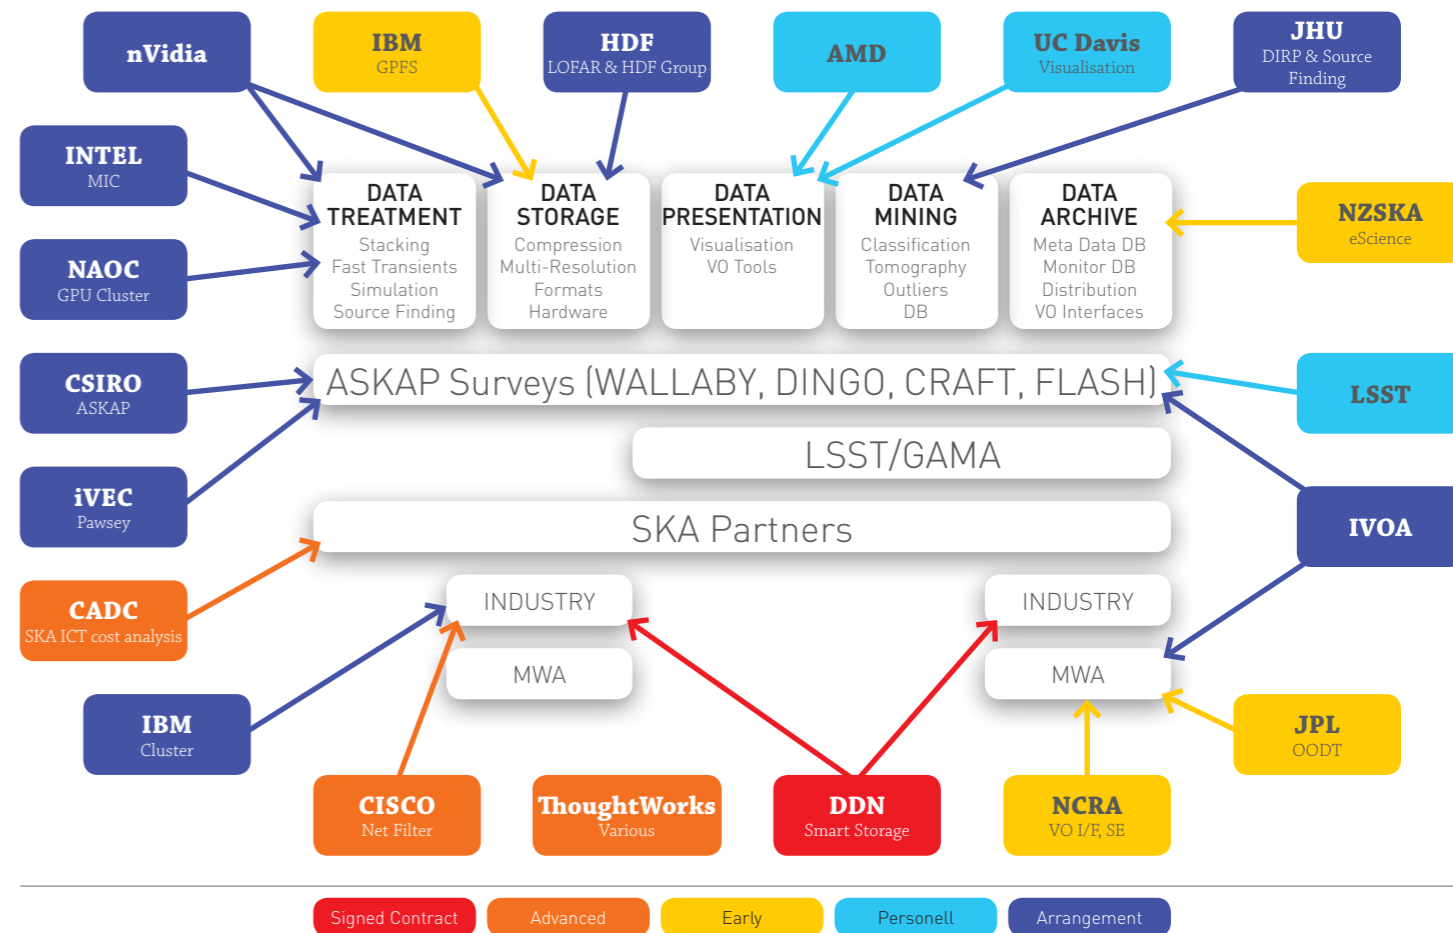 nVidia
IBM
GPFS
HDF
LOFAR & HDF Group
AMD
UC Davis
Visualisation
JHU
DIRP & Source
Finding
INTEL
MIC
NAOC
GPU Cluster
DATA
TREATMENT
Stacking
Fast Transients
Simulation
Source Finding
DATA
STORAGE
Compression
Multi-Resolution
Formats
Hardware
DATA
PRESENTATION
Visualisation
VO Tools
DATA
MINING
Classification
Tomography
Outliers
DB
DATA
ARCHIVE
Meta Data DB
Monitor DB
Distribution
VO Interfaces
NZSKA
eScience
CSIRO
ASKAP
ASKAP Surveys (WALLABY, DINGO, CRAFT, FLASH)
LSST
LSST/GAMA
iVEC
Pawsey
SKA Partners
IVOA
CADC
SKA ICT cost analysis
INDUSTRY
INDUSTRY
MWA
MWA
IBM
Cluster
JPL
OODT
CISCO
Net Filter
ThoughtWorks
Various
DDN
Smart Storage
NCRA
VO I/F, SE
Signed Contract
Advanced
Early
Personell
Arrangement